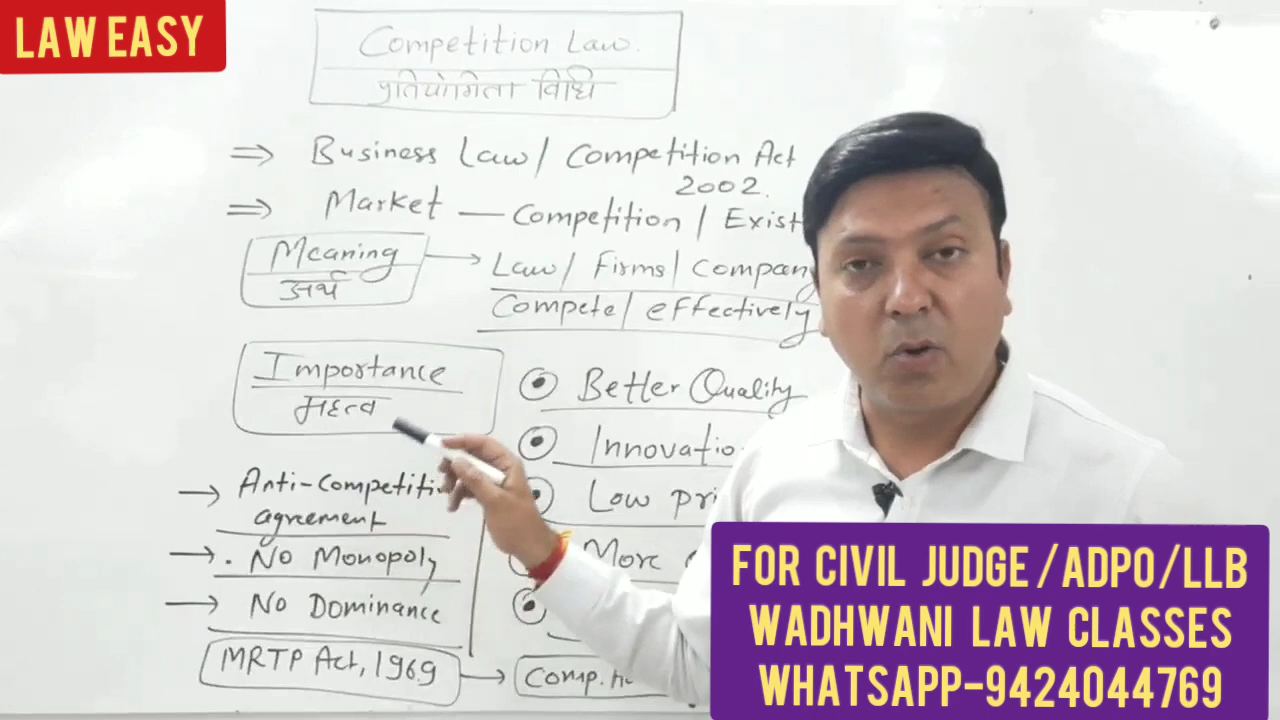 LAW EASY
Competition Law.
प्रतियोगिता विधि
⇒ Business Law / Competition Act
2002.
⇒ Market — Competition / Exist
Meaning → Law / Firms / Company
अर्थ
Compete / effectively
Importance
महत्व
Better Quality
Innovatio
Low pri
More
→ Anti-Competiti
agreement
→ . No Monopoly
→ No Dominance
MRTP Act, 1969 → Comp.
FOR CIVIL JUDGE /ADPO/LLB
WADHWANI LAW CLASSES
WHATSAPP-9424044769